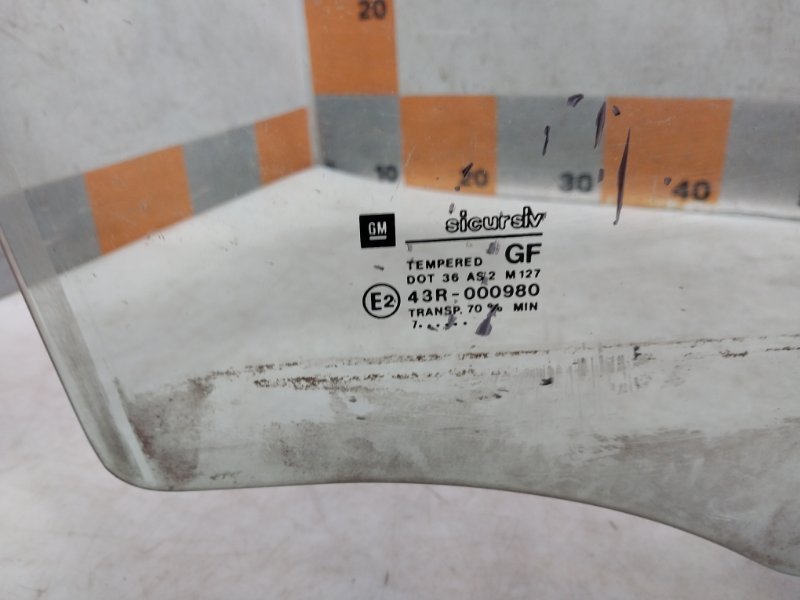 20
10 20 30 40
GM
sicursiv
TEMPERED GF
DOT 36 AS2 M127
E2 43R-000980
TRANSP. 70 % MIN
7.